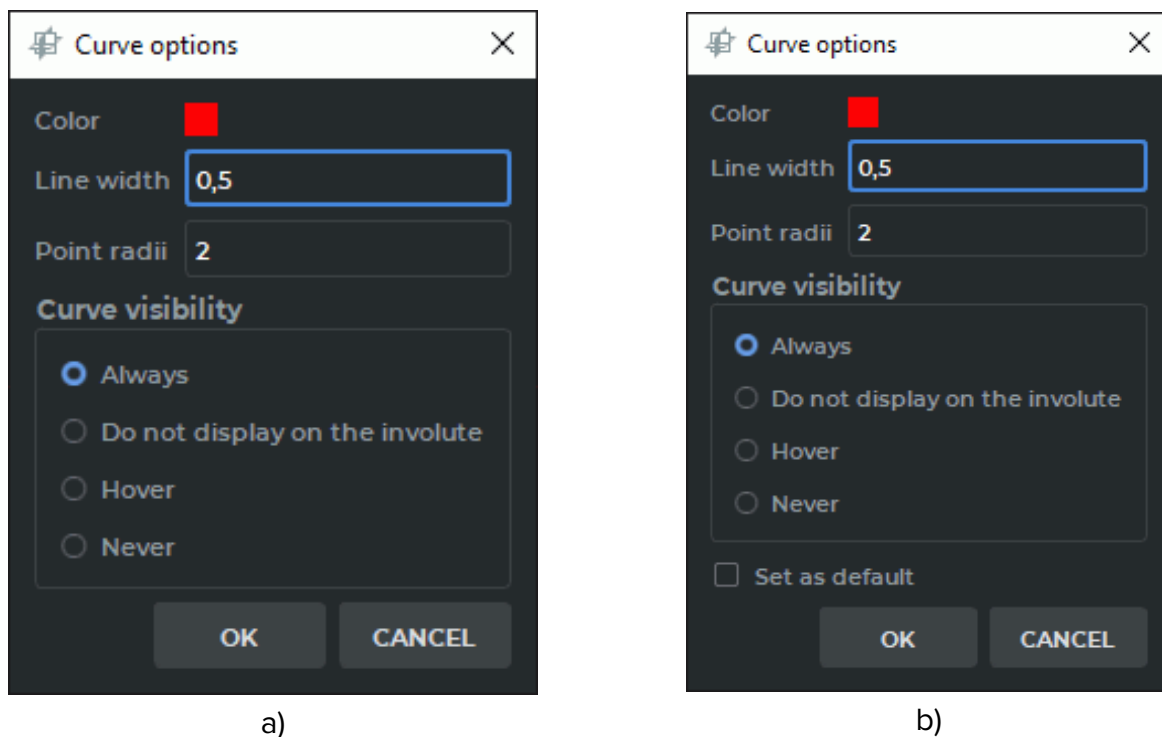 Curve options
Color
Line width 0,5
Point radii 2
Curve visibility
Always
Do not display on the involute
Hover
Never
OK CANCEL
a)
Curve options
Color
Line width 0,5
Point radii 2
Curve visibility
Always
Do not display on the involute
Hover
Never
Set as default
OK CANCEL
b)